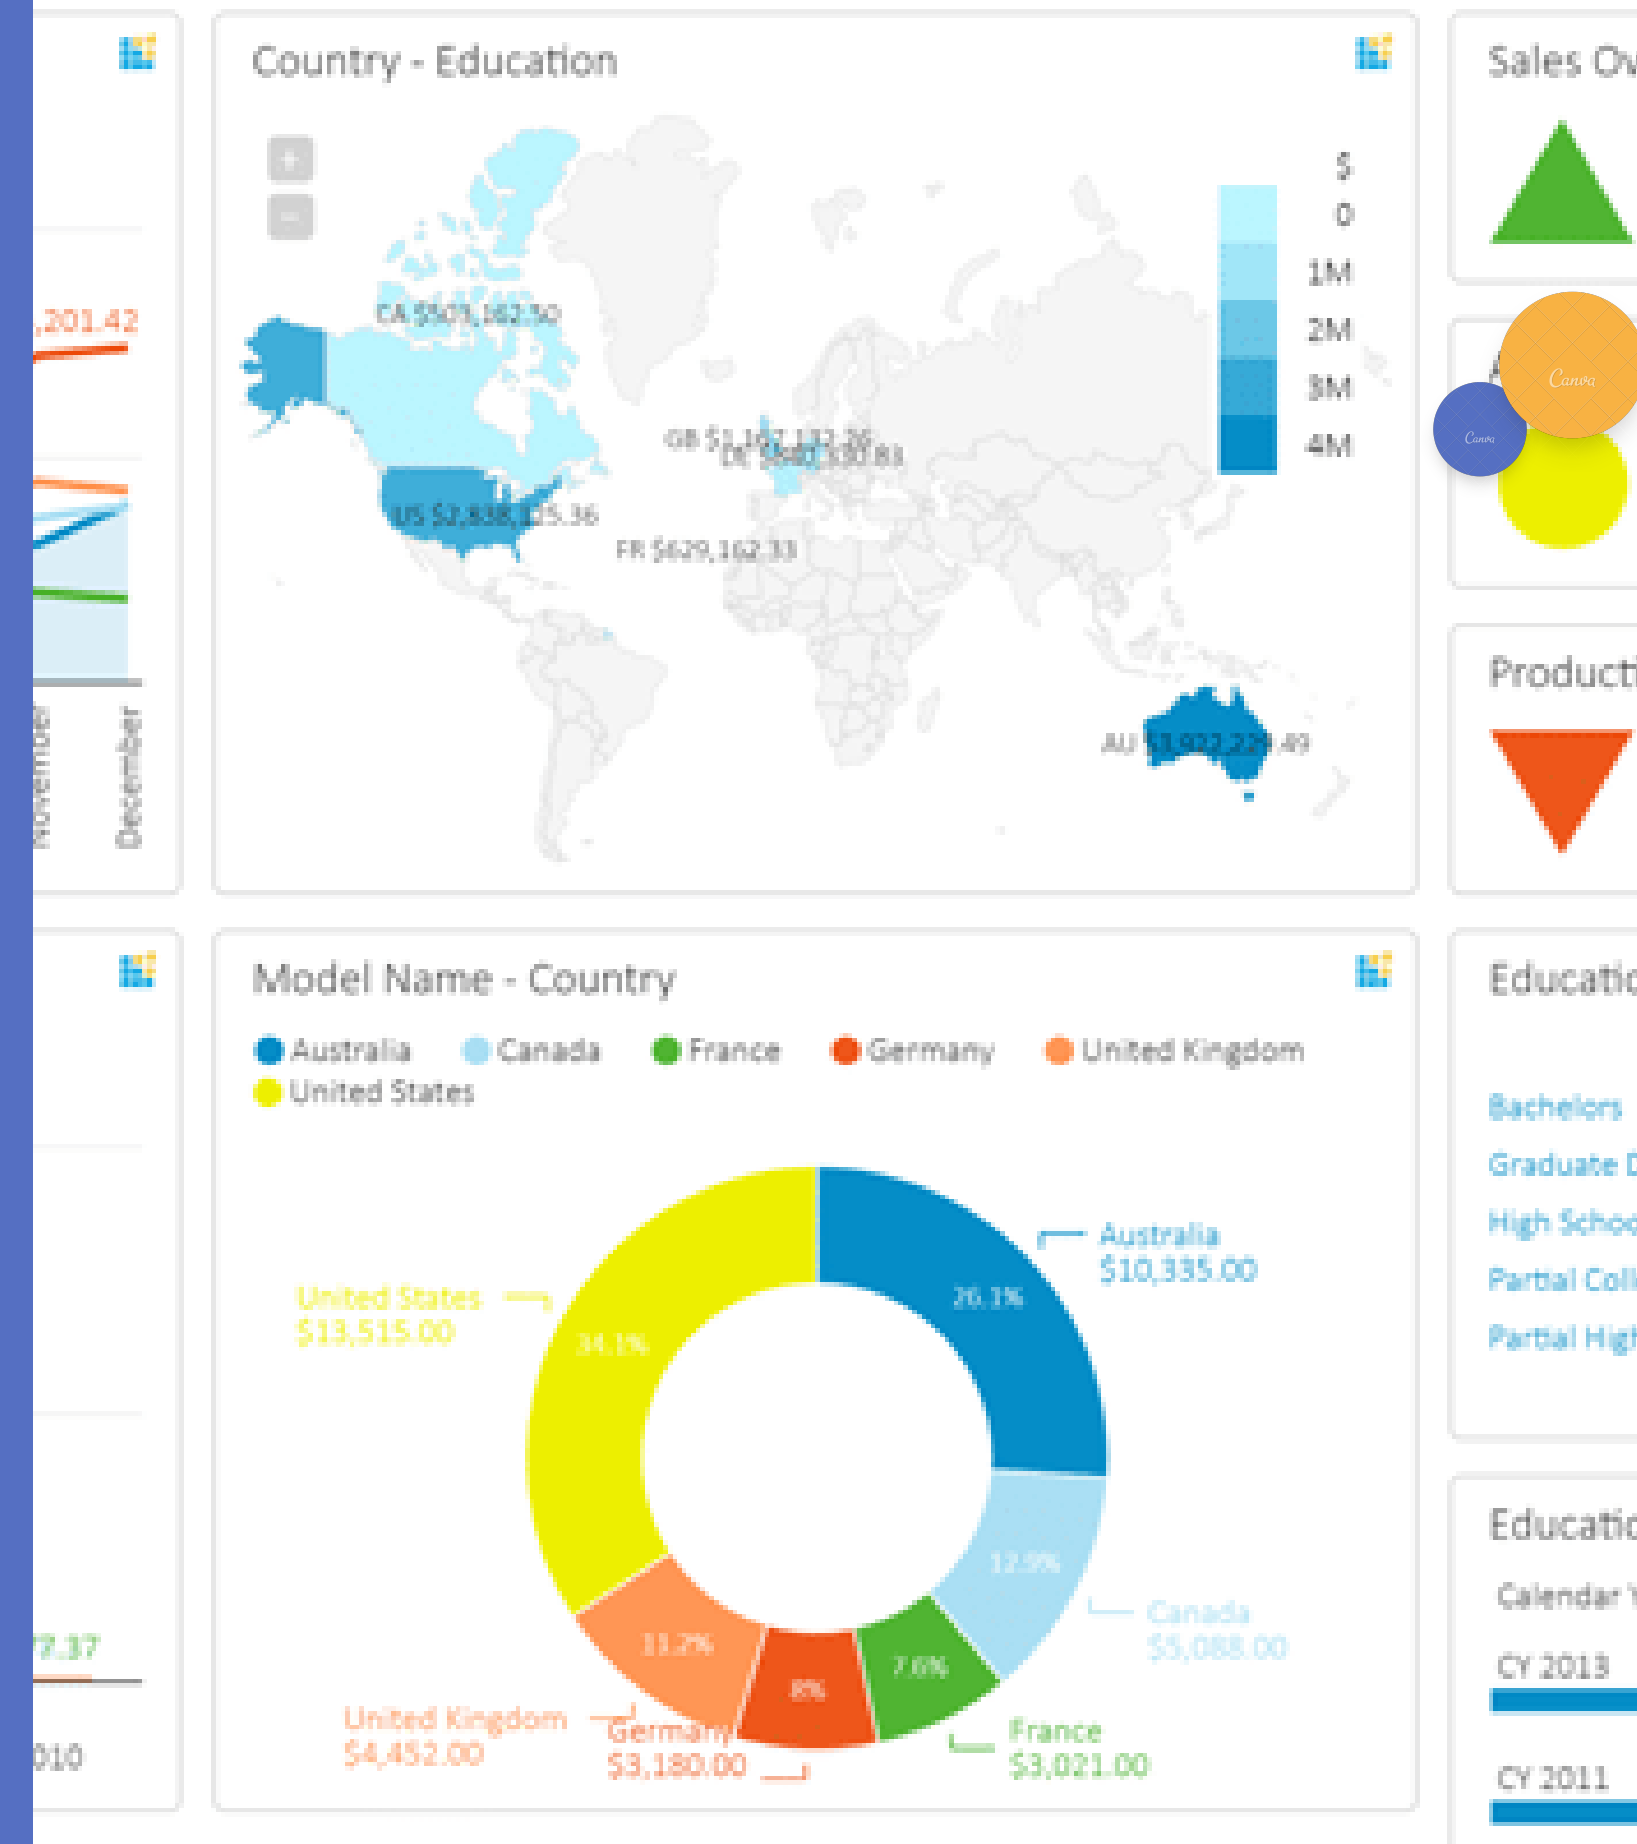 Country - Education
Sales Ov
$
0
1M
2M
3M
4M
,201.42
CA $503,162.50
US $2,838,125.36
FR $629,162.33
AU
November
December
Canva
Canva
Producti
Model Name - Country
Australia
Canada
France
Germany
United Kingdom
United States
Australia
$10,335.00
26.1%
United States
$13,515.00
34.1%
12.9%
Canada
$5,088.00
11.2%
7.6%
8%
United Kingdom
$4,452.00
Germany
$3,180.00
France
$3,021.00
7.37
010
Educatio
Bachelors
Graduate D
High Schoo
Partial Coll
Partial High
Educatio
Calendar Y
CY 2013
CY 2011